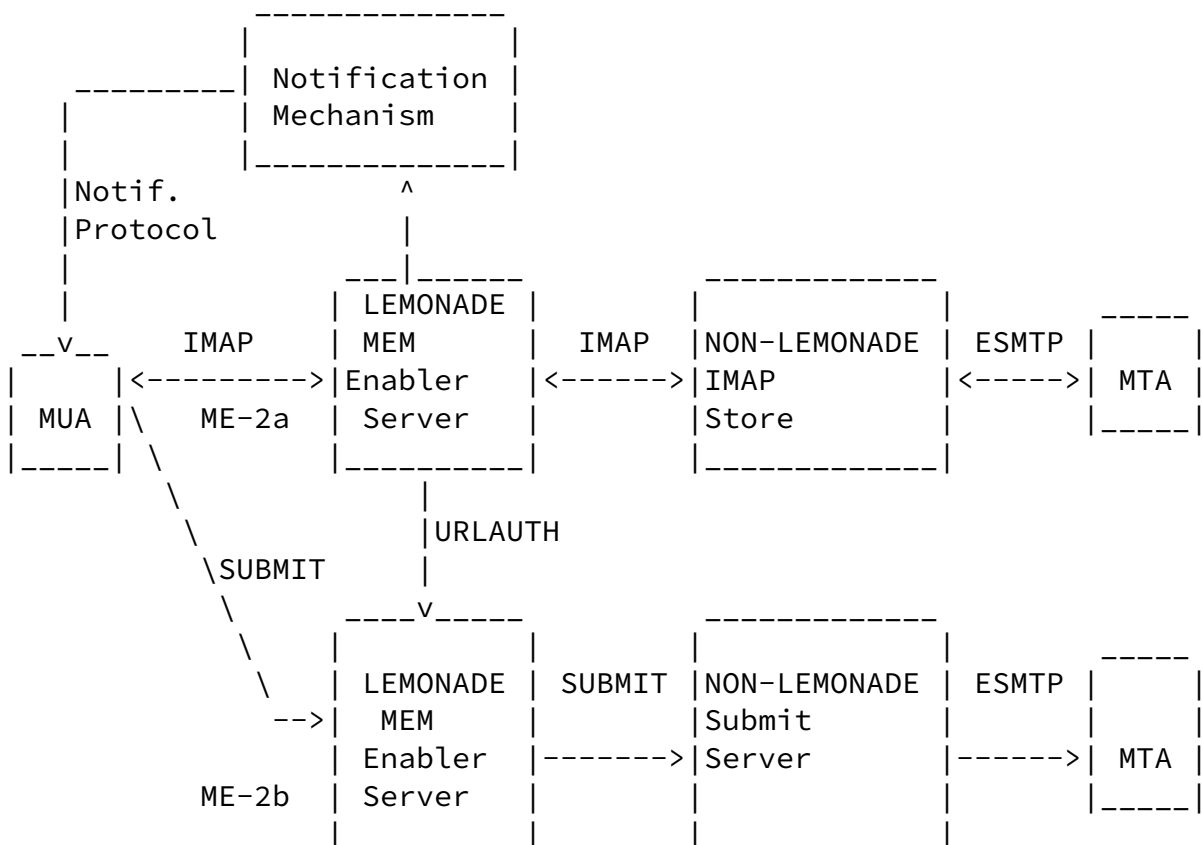 Notification
Mechanism
Notif.
Protocol
LEMONADE
IMAP MEM IMAP NON-LEMONADE ESMTP
Enabler IMAP MTA
MUA ME-2a Server Store
URLAUTH
SUBMIT
LEMONADE SUBMIT NON-LEMONADE ESMTP
MEM Submit
Enabler Server MTA
ME-2b Server